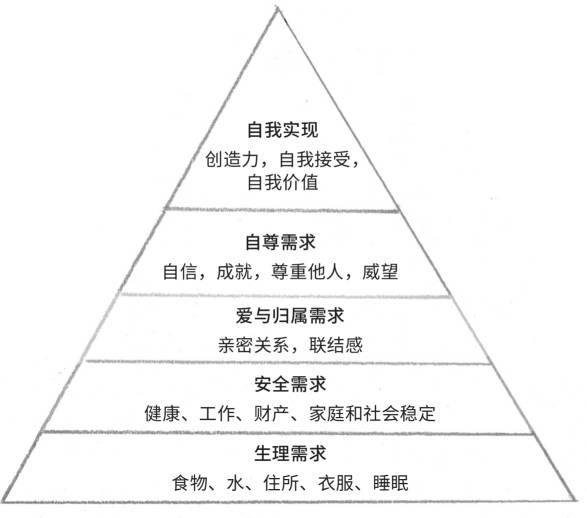 自我实现
创造力，自我接受，
自我价值
自尊需求
自信，成就，尊重他人，威望
爱与归属需求
亲密关系，联结感
安全需求
健康、工作、财产、家庭和社会稳定
生理需求
食物、水、住所、衣服、睡眠